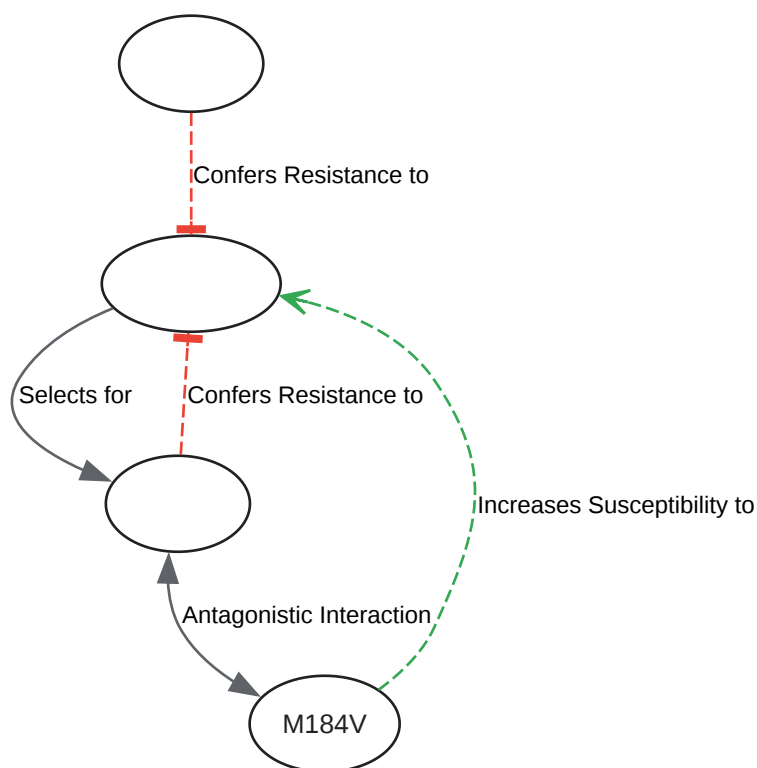 Confers Resistance to
Selects for
Confers Resistance to
Increases Susceptibility to
Antagonistic Interaction
M184V